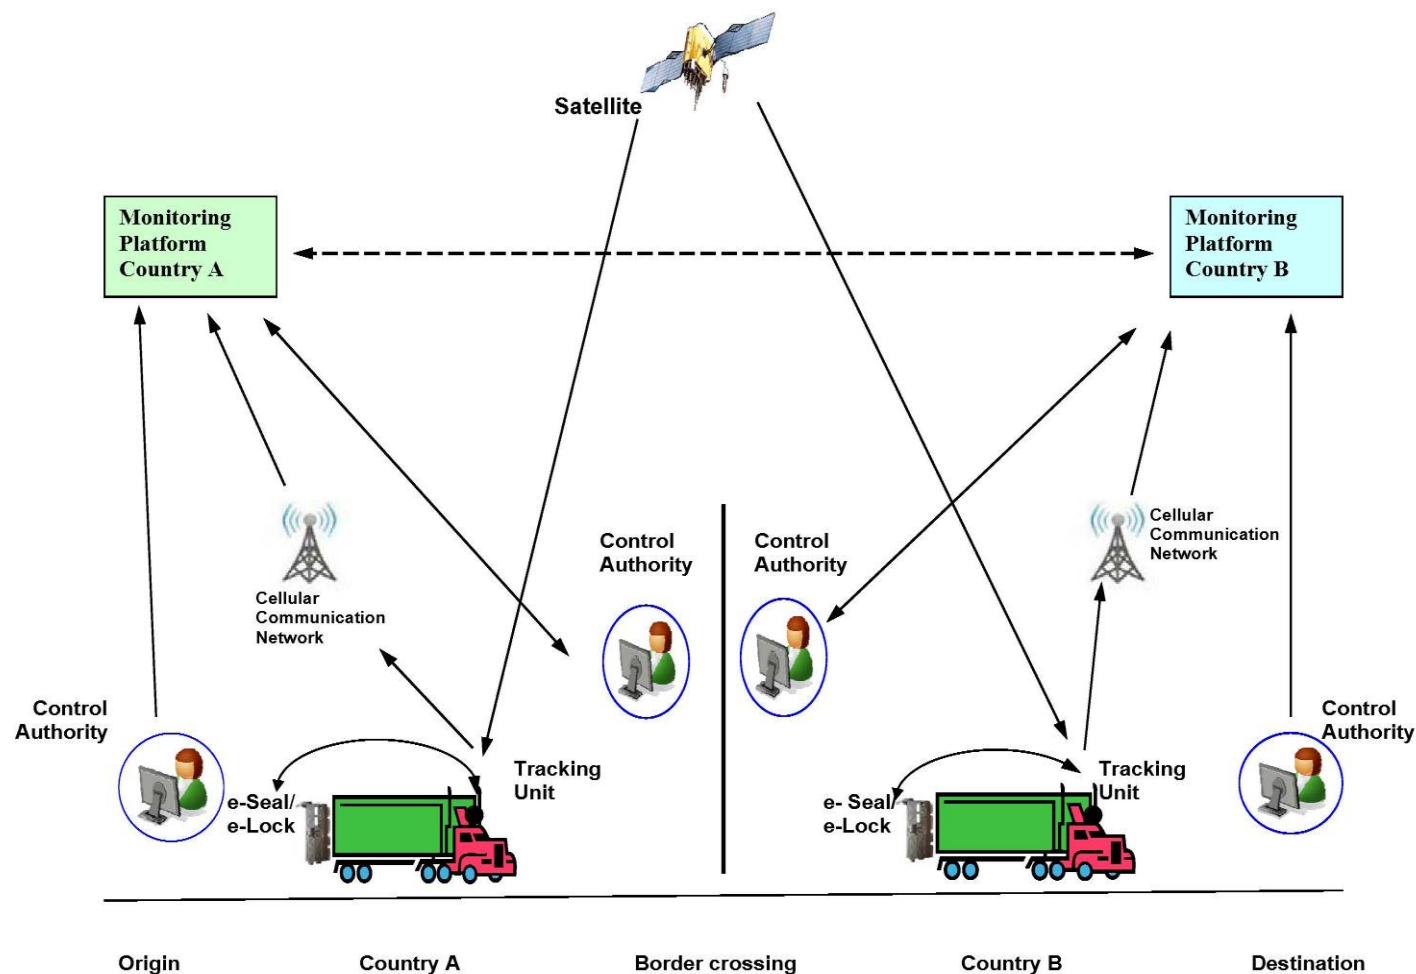 Satellite
Monitoring
Platform
Country A
Monitoring
Platform
Country B
Cellular
Communication
Network
Control
Authority
Control
Authority
Cellular
Communication
Network
Control
Authority
e-Seal/
e-Lock
Tracking
Unit
e- Seal/
e-Lock
Tracking
Unit
Control
Authority
Origin
Country A
Border crossing
Country B
Destination